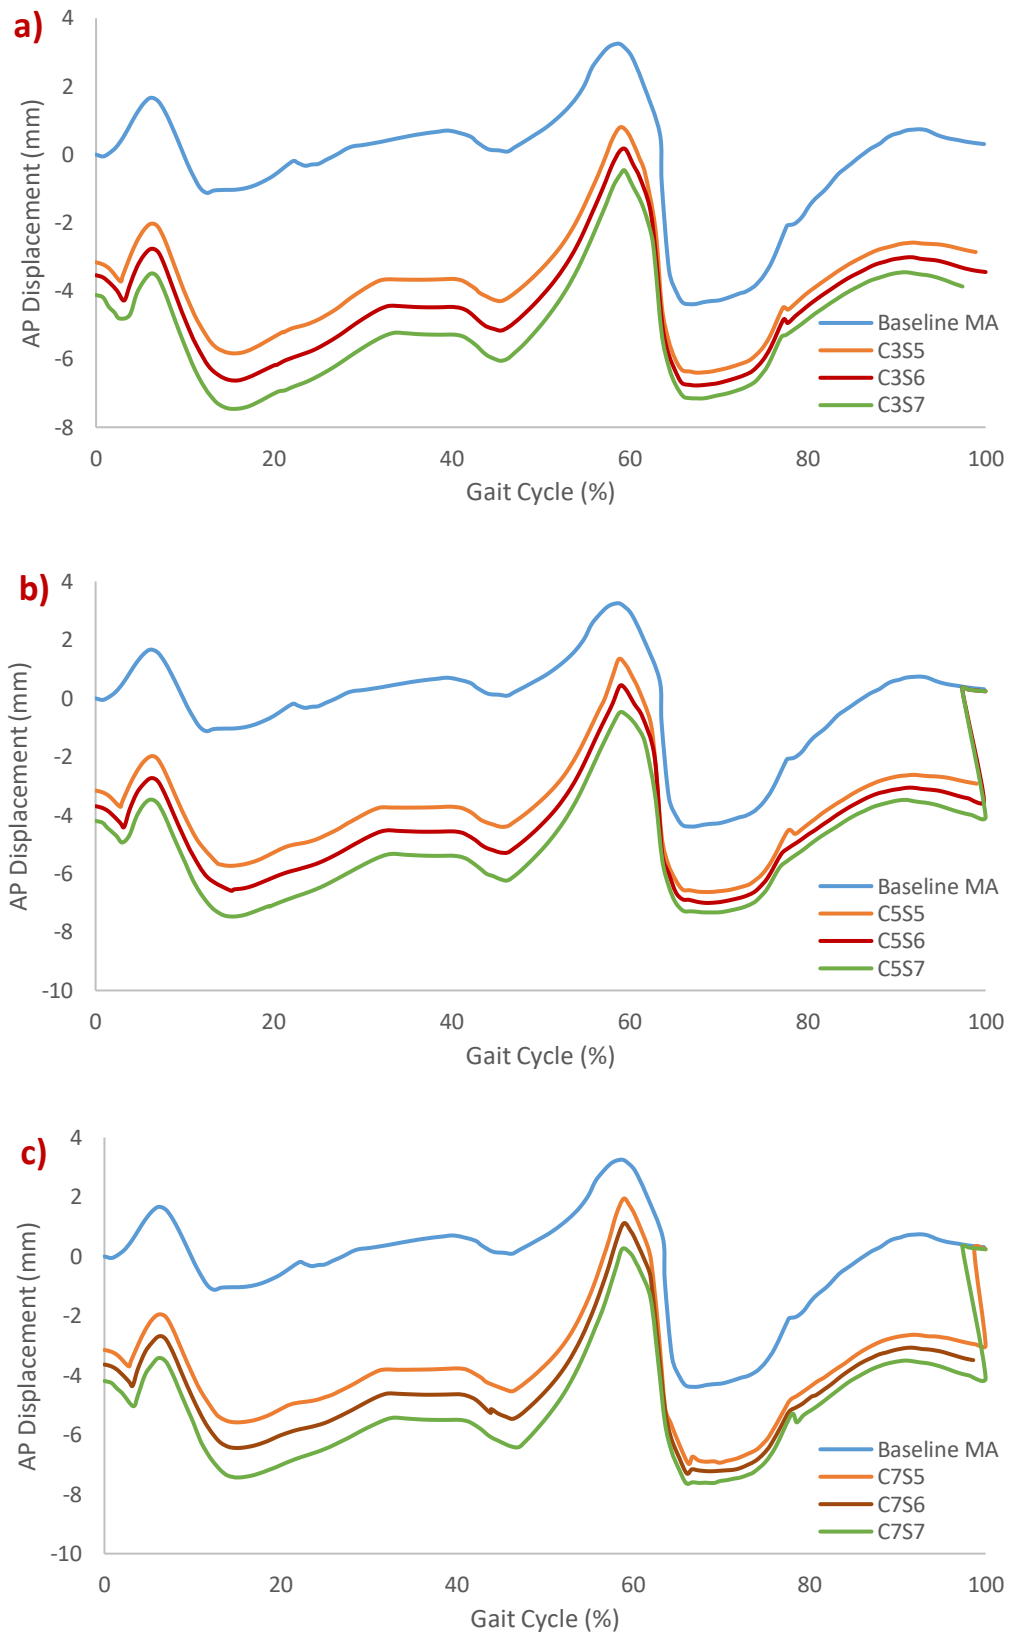 a)
AP Displacement (mm)
4
2
0
-2
-4
-6
-8
0 20 40 60 80 100
Gait Cycle (%)
Baseline MA
C3S5
C3S6
C3S7
b)
AP Displacement (mm)
4
2
0
-2
-4
-6
-8
-10
0 20 40 60 80 100
Gait Cycle (%)
Baseline MA
C5S5
C5S6
C5S7
c)
AP Displacement (mm)
4
2
0
-2
-4
-6
-8
-10
0 20 40 60 80 100
Gait Cycle (%)
Baseline MA
C7S5
C7S6
C7S7